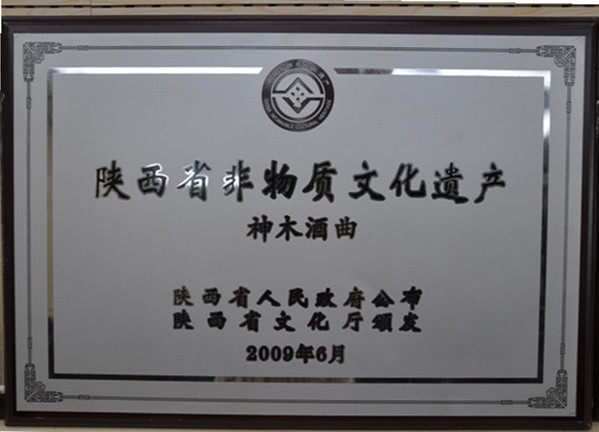 陕西省非物质文化遗产
神木酒曲
陕西省人民政府公布
陕西省文化厅颁发
2009年6月